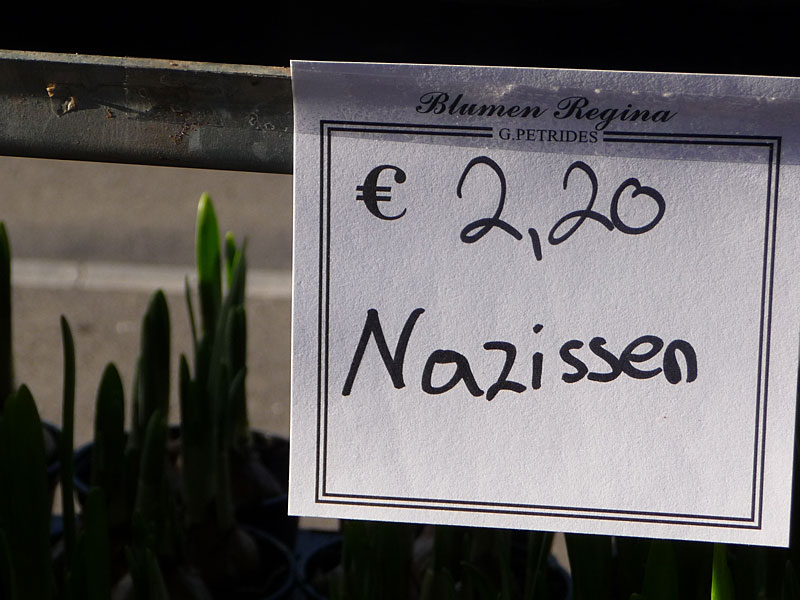 Blumen Regina
G.PETRIDES
€ 2,20
Nazissen